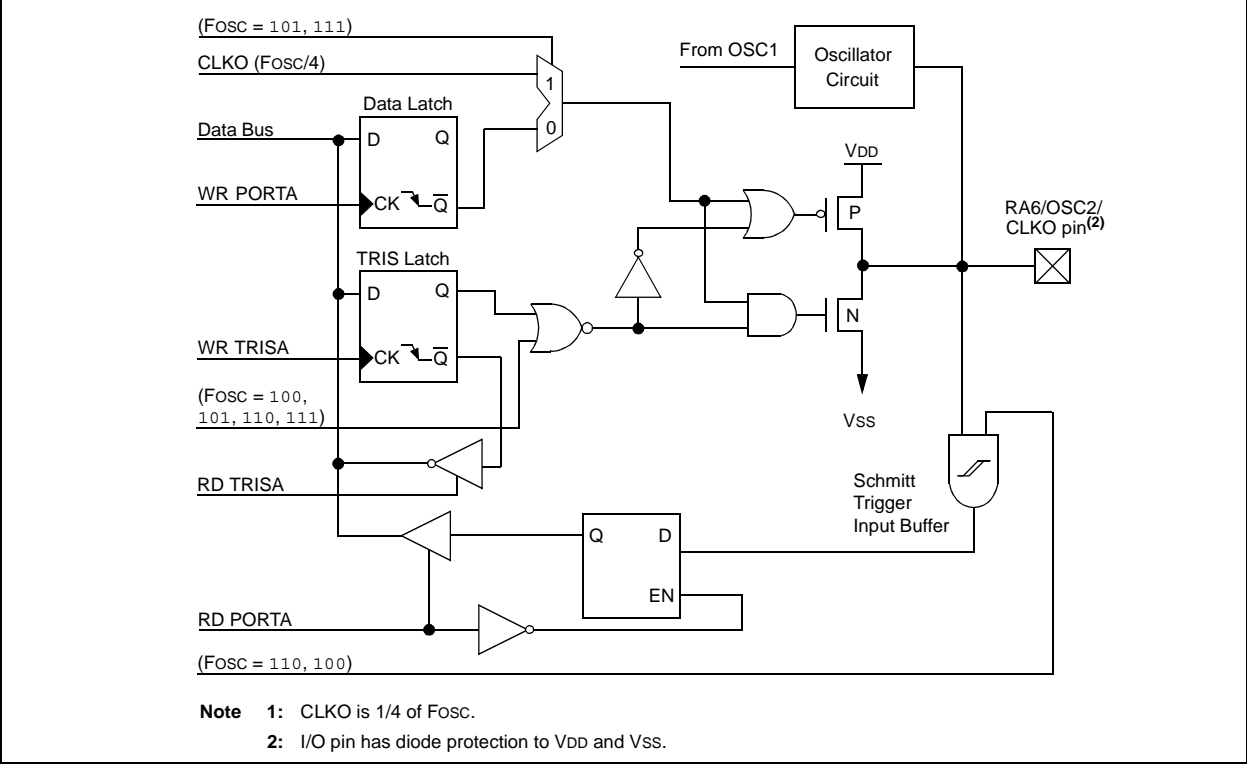 (FOSC = 101, 111)
CLKO (FOSC/4)
From OSC1
Oscillator
Circuit
1
0
Data Latch
Data Bus
D
Q
WR PORTA
CK
Q̅
VDD
P
RA6/OSC2/
CLKO pin(2)
TRIS Latch
D
Q
N
WR TRISA
CK
Q̅
(FOSC = 100,
101, 110, 111)
VSS
RD TRISA
Schmitt
Trigger
Input Buffer
Q
D
EN
RD PORTA
(FOSC = 110, 100)
Note 1: CLKO is 1/4 of FOSC.
2: I/O pin has diode protection to VDD and VSS.